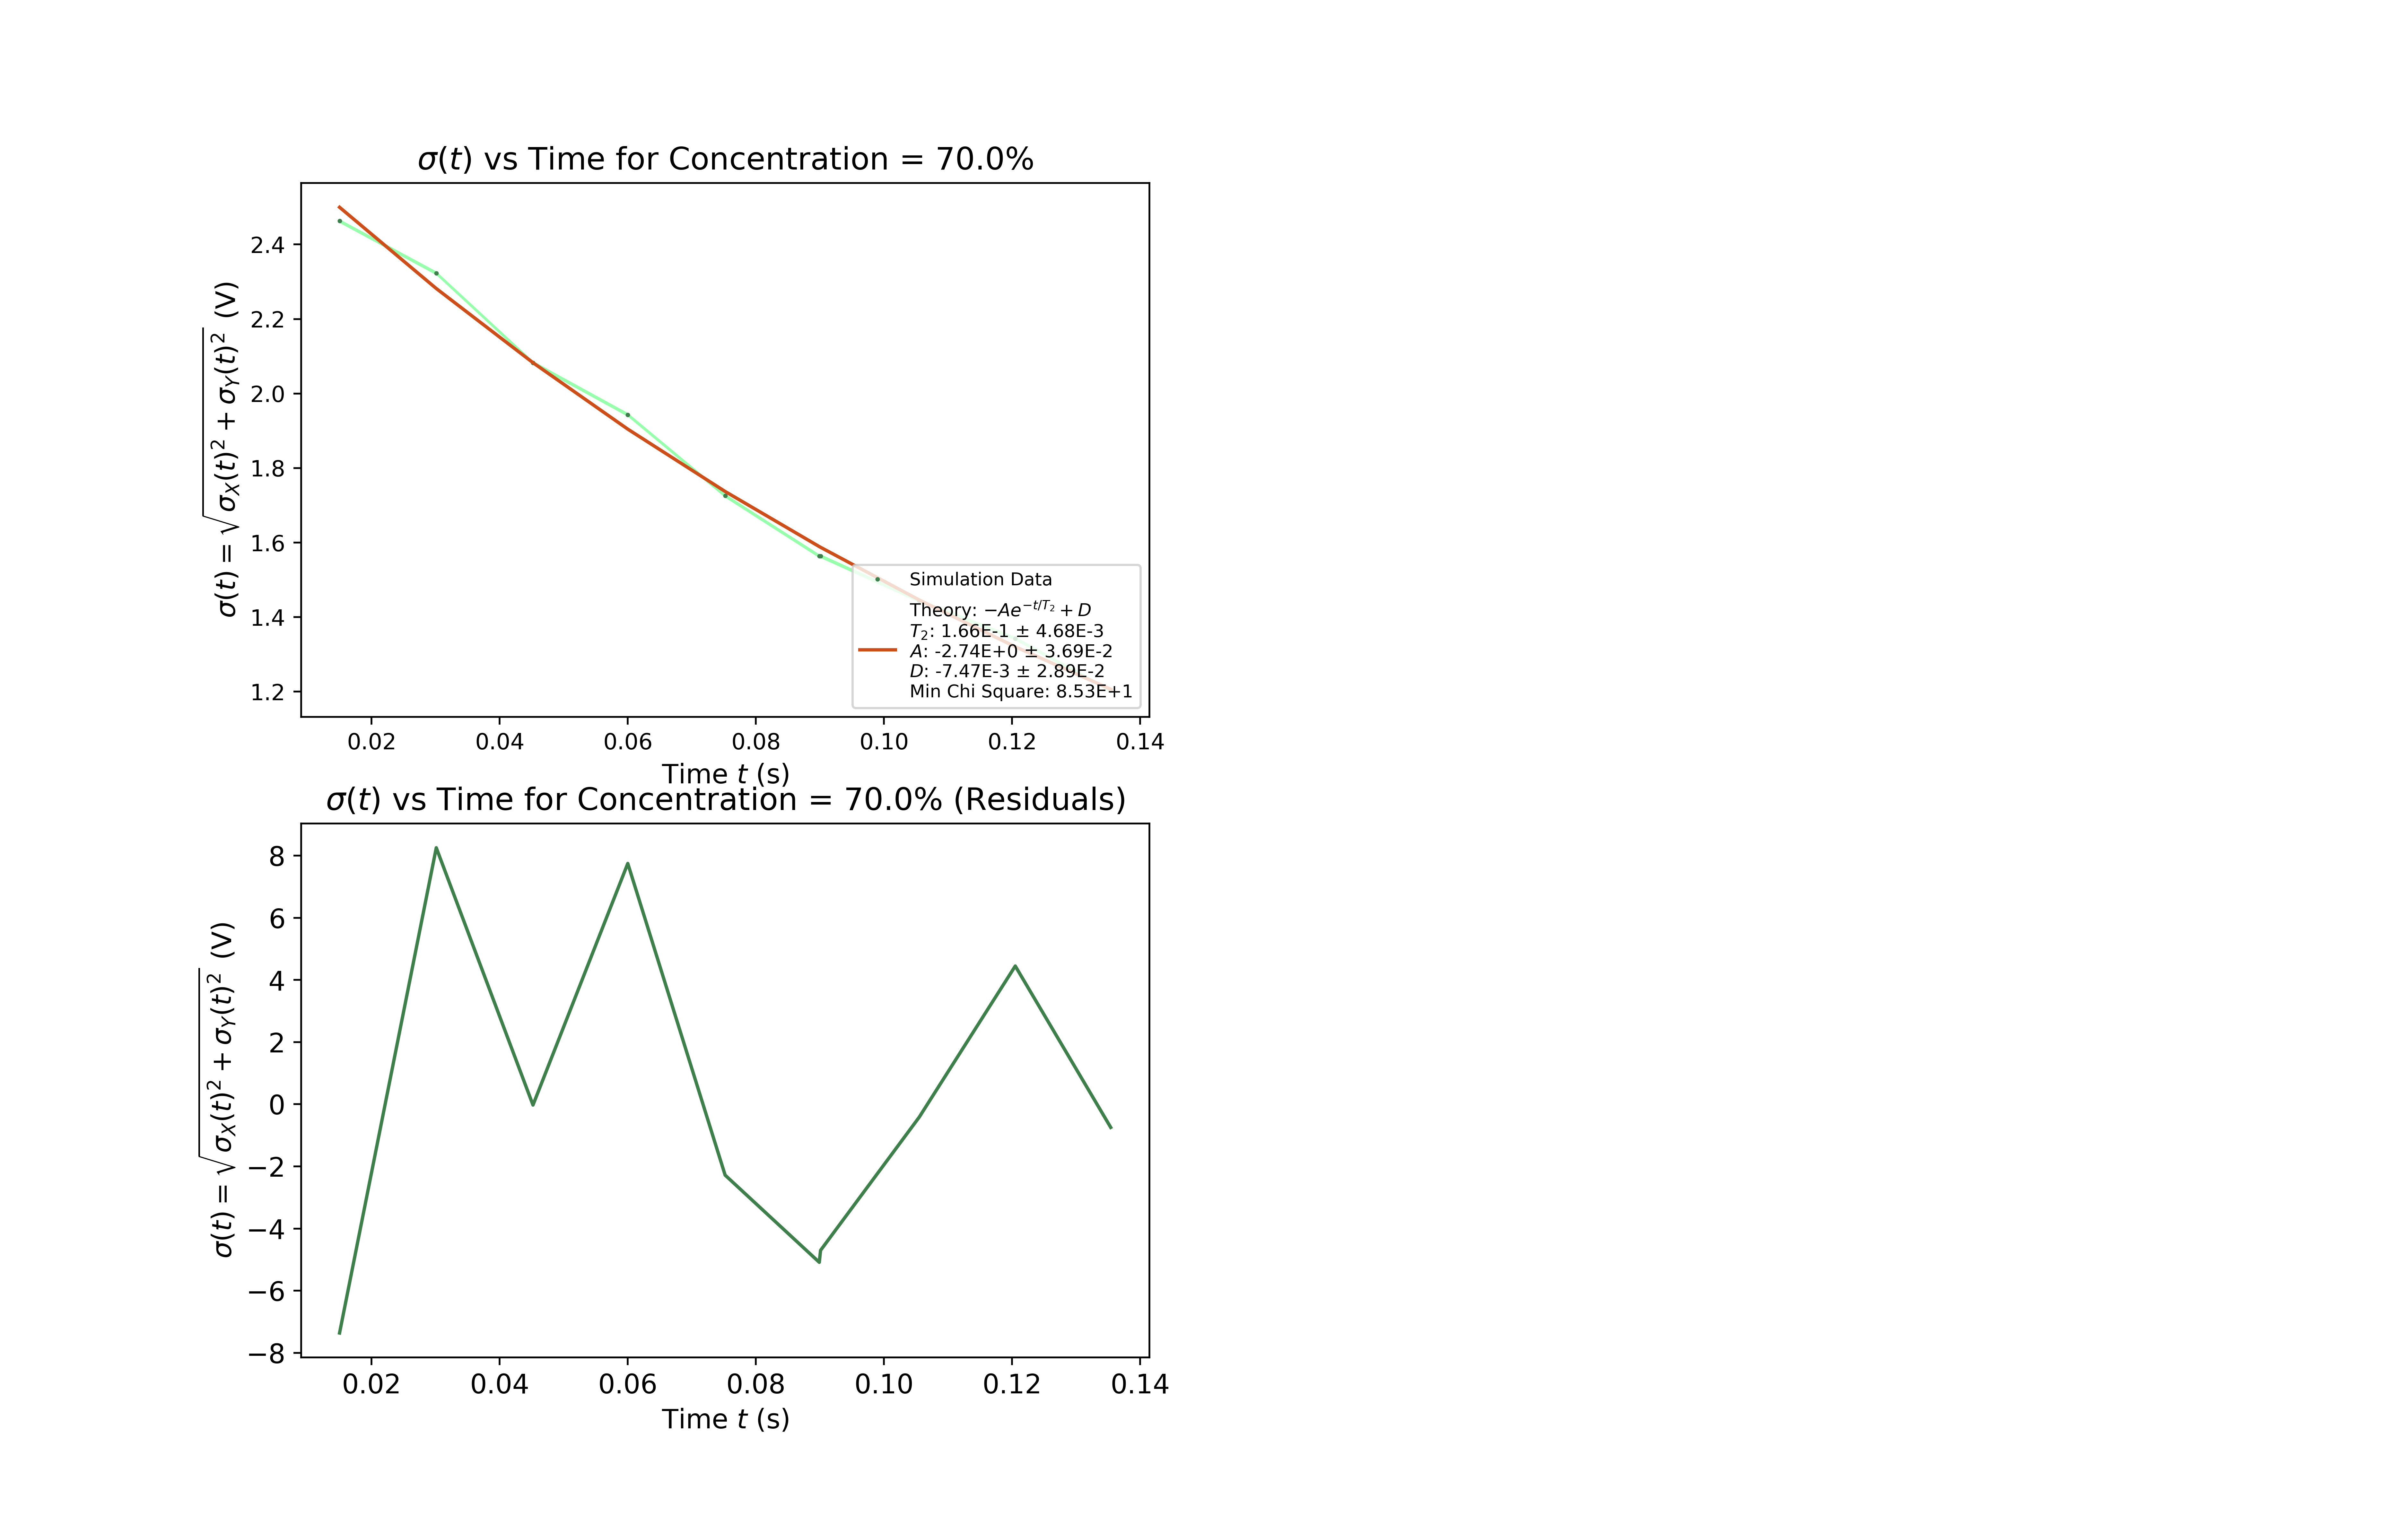 σ(t) vs Time for Concentration = 70.0%
σ(t) = √σ_X(t)² + σ_Y(t)² (V)
2.4
2.2
2.0
1.8
1.6
1.4
1.2
Simulation Data
Theory: −Ae^{−t/T₂} + D
T₂: 1.66E-1 ± 4.68E-3
A: -2.74E+0 ± 3.69E-2
D: -7.47E-3 ± 2.89E-2
Min Chi Square: 8.53E+1
0.02 0.04 0.06 0.08 0.10 0.12 0.14
Time t (s)
σ(t) vs Time for Concentration = 70.0% (Residuals)
σ(t) = √σ_X(t)² + σ_Y(t)² (V)
8
6
4
2
0
−2
−4
−6
−8
0.02 0.04 0.06 0.08 0.10 0.12 0.14
Time t (s)